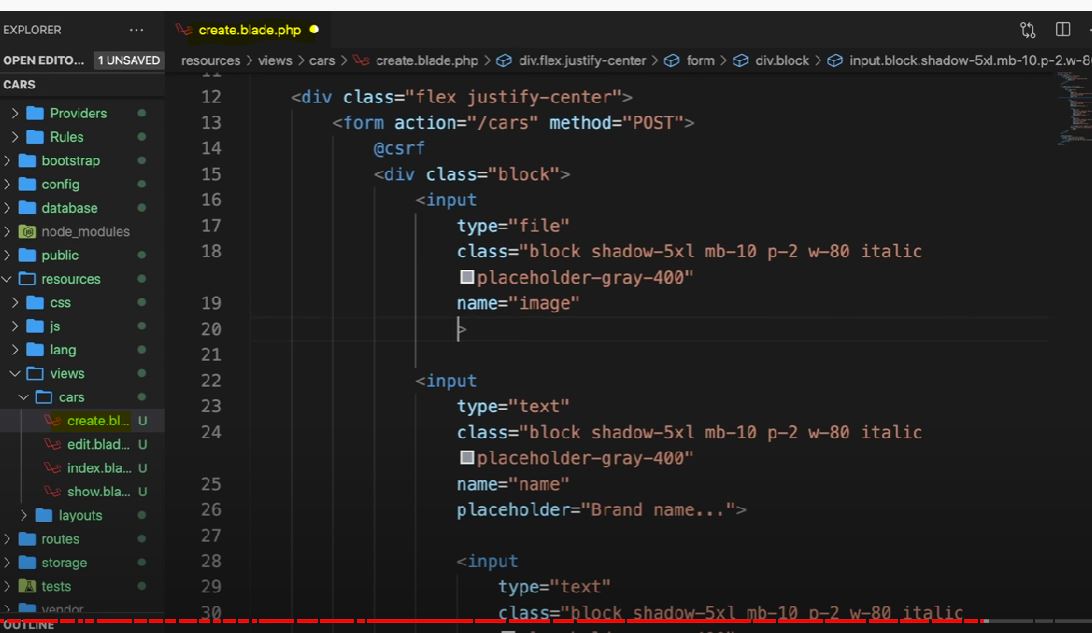 EXPLORER
create.blade.php
OPEN EDITO... 1 UNSAVED
resources > views > cars > create.blade.php > div.flex.justify-center > form > div.block > input.block.shadow-5xl.mb-10.p-2.w-8
CARS
Providers
Rules
bootstrap
config
database
node_modules
public
resources
css
js
lang
views
cars
create.bl... U
edit.blad... U
index.bla... U
show.bla... U
layouts
routes
storage
tests
vendor
OUTLINE
11
12 <div class="flex justify-center">
13 <form action="/cars" method="POST">
14 @csrf
15 <div class="block">
16 <input
17 type="file"
18 class="block shadow-5xl mb-10 p-2 w-80 italic
placeholder-gray-400"
19 name="image"
20 >
21
22 <input
23 type="text"
24 class="block shadow-5xl mb-10 p-2 w-80 italic
placeholder-gray-400"
25 name="name"
26 placeholder="Brand name...">
27
28 <input
29 type="text"
30 class="block shadow-5xl mb-10 p-2 w-80 italic